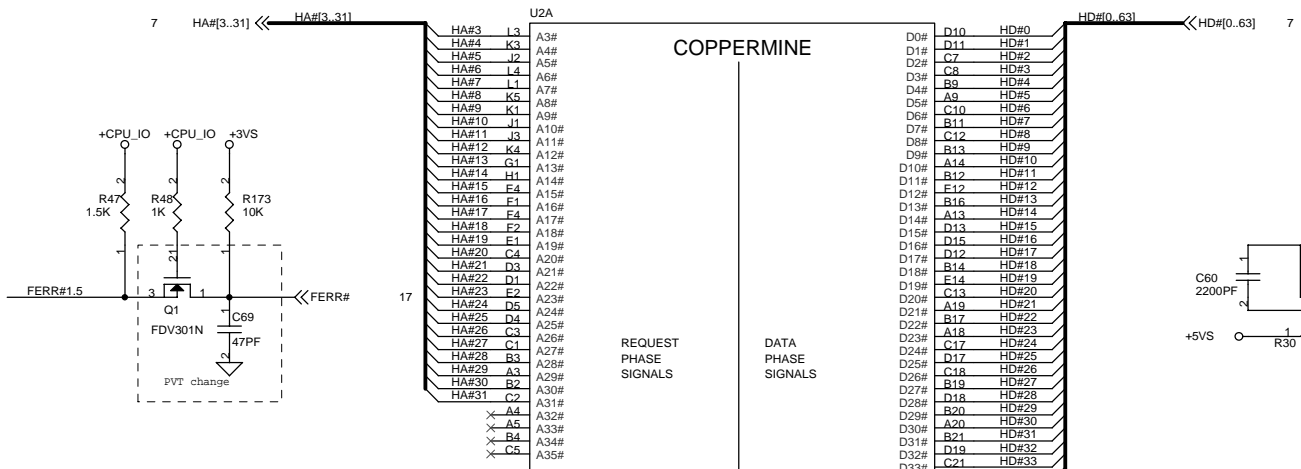 U2A
7 HA#[3..31] HA#[3..31]
HD#[0..63] HD#[0..63] 7
COPPERMINE
HA#3 L3 A3#
HA#4 K3 A4#
HA#5 J2 A5#
HA#6 L4 A6#
HA#7 L1 A7#
HA#8 K5 A8#
HA#9 K1 A9#
HA#10 J1 A10#
HA#11 J3 A11#
HA#12 K4 A12#
HA#13 G1 A13#
HA#14 H1 A14#
HA#15 E4 A15#
HA#16 F1 A16#
HA#17 F4 A17#
HA#18 F2 A18#
HA#19 E1 A19#
HA#20 C4 A20#
HA#21 D3 A21#
HA#22 D1 A22#
HA#23 E2 A23#
HA#24 D5 A24#
HA#25 D4 A25#
HA#26 C3 A26#
HA#27 C1 A27#
HA#28 B3 A28#
HA#29 A3 A29#
HA#30 B2 A30#
HA#31 C2 A31#
A4 A32#
A5 A33#
B4 A34#
C5 A35#
REQUEST
PHASE
SIGNALS
DATA
PHASE
SIGNALS
D0# D10 HD#0
D1# D11 HD#1
D2# C7 HD#2
D3# C8 HD#3
D4# B9 HD#4
D5# A9 HD#5
D6# C10 HD#6
D7# B11 HD#7
D8# C12 HD#8
D9# B13 HD#9
D10# A14 HD#10
D11# B12 HD#11
D12# E12 HD#12
D13# B16 HD#13
D14# A13 HD#14
D15# D13 HD#15
D16# D15 HD#16
D17# D12 HD#17
D18# B14 HD#18
D19# E14 HD#19
D20# C13 HD#20
D21# A19 HD#21
D22# B17 HD#22
D23# A18 HD#23
D24# C17 HD#24
D25# D17 HD#25
D26# C18 HD#26
D27# B19 HD#27
D28# D18 HD#28
D29# B20 HD#29
D30# A20 HD#30
D31# B21 HD#31
D32# D19 HD#32
D33# C21 HD#33
+CPU_IO +CPU_IO +3VS
2 2 2
R47 R48 R173
1.5K 1K 10K
1 21 1
FERR#1.5 3 1 FERR# 17
Q1
FDV301N
1
C69
47PF
2
PVT change
1
C60
2200PF
2
+5VS 1
R30